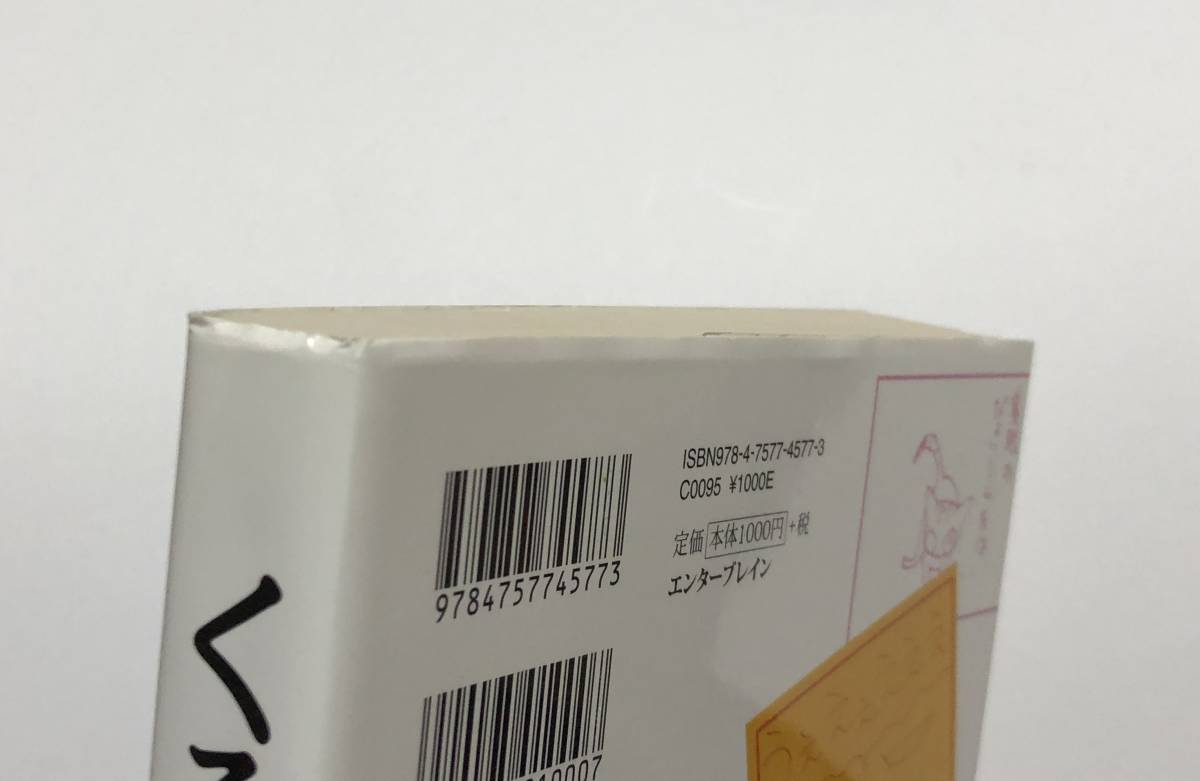 ISBN978-4-7577-4577-3
C0095 ¥1000E
定価 本体1000円 +税
エンターブレイン
9784757745773
く